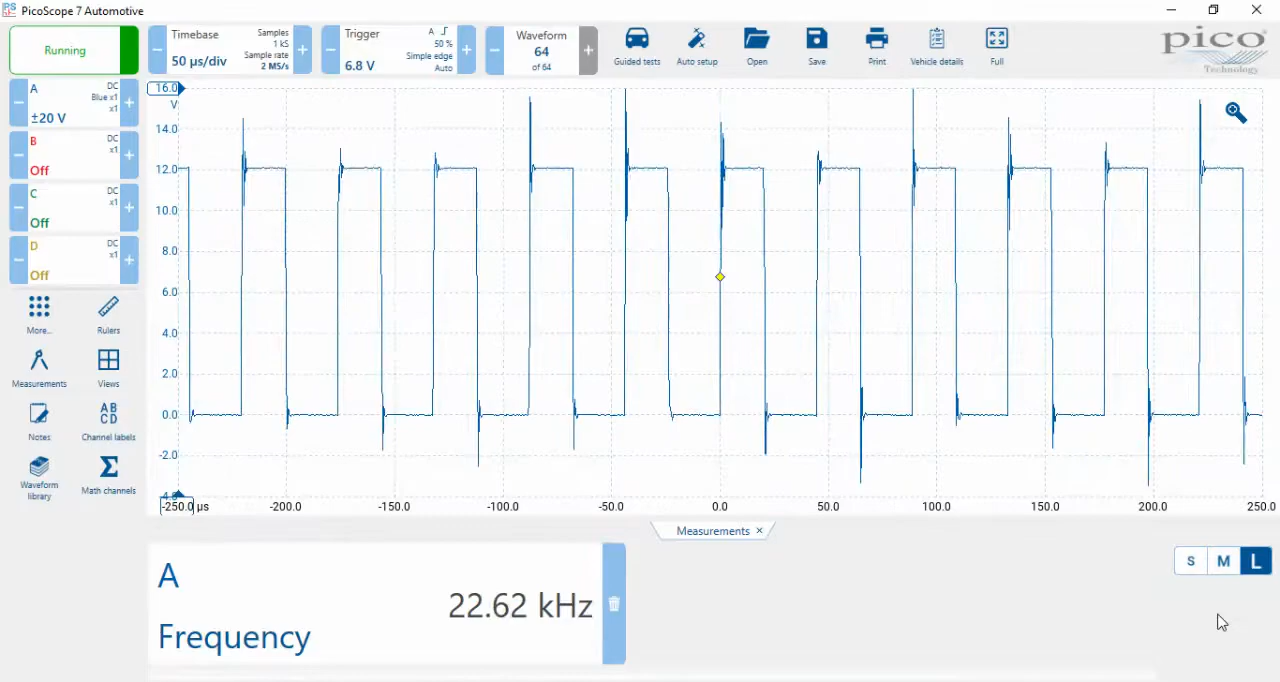 PicoScope 7 Automotive
Running
Timebase
50 µs/div
Samples
1 kS
Sample rate
2 MS/s
Trigger
6.8 V
A
50 %
Simple edge
Auto
Waveform
64
of 64
Guided tests
Auto setup
Open
Save
Print
Vehicle details
Full
pico
Technology
A
DC
Blue x1
x1
±20 V
B
DC
x1
Off
C
DC
x1
Off
D
DC
x1
Off
More...
Rulers
Measurements
Views
Notes
AB
CD
Channel labels
Waveform
library
Math channels
16.0
V
14.0
12.0
10.0
8.0
6.0
4.0
2.0
0.0
-2.0
-4.0
-250.0 µs
-200.0
-150.0
-100.0
-50.0
0.0
50.0
100.0
150.0
200.0
250.0
Measurements
S M L
A
22.62 kHz
Frequency